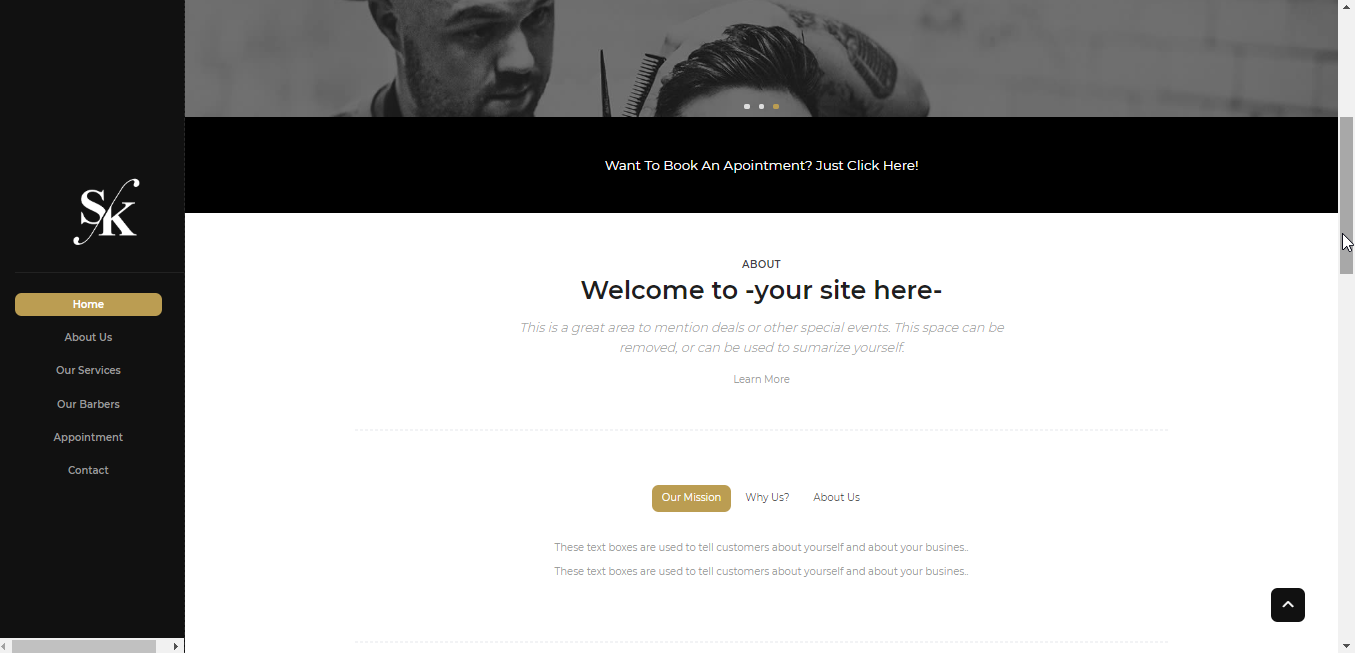 Want To Book An Apointment? Just Click Here!
SK
Home
About Us
Our Services
Our Barbers
Appointment
Contact
ABOUT
Welcome to -your site here-
This is a great area to mention deals or other special events. This space can be
removed, or can be used to sumarize yourself.
Learn More
Our Mission Why Us? About Us
These text boxes are used to tell customers about yourself and about your busines..
These text boxes are used to tell customers about yourself and about your busines..